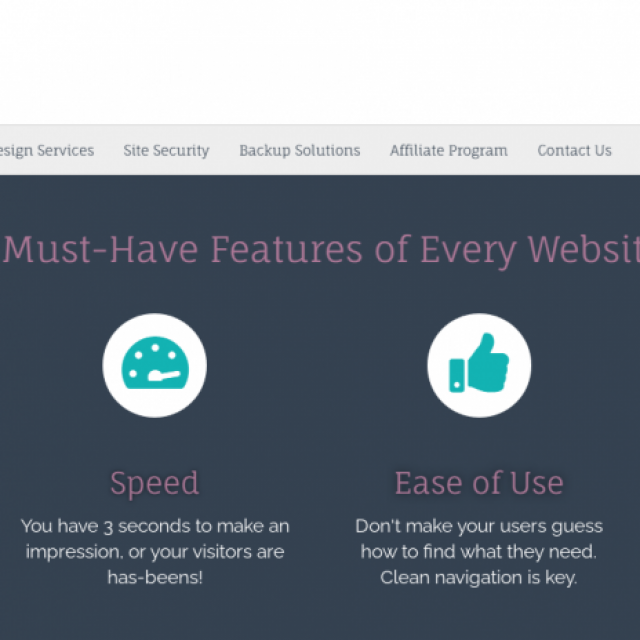 esign Services Site Security Backup Solutions Affiliate Program Contact Us
Must-Have Features of Every Websit
Speed
You have 3 seconds to make an
impression, or your visitors are
has-beens!
Ease of Use
Don't make your users guess
how to find what they need.
Clean navigation is key.